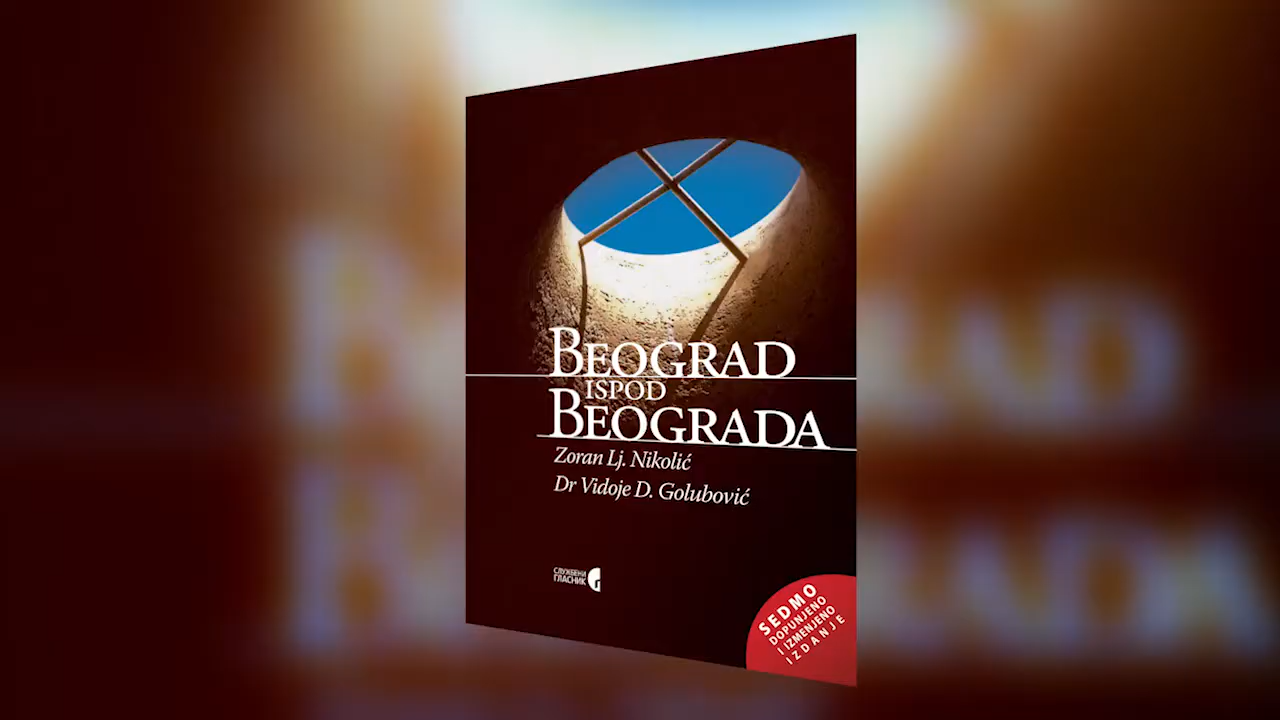 BEOGRAD
ISPOD
BEOGRADA
Zoran Lj. Nikolić
Dr Vidoje D. Golubović
СЛУЖБЕНИ
ГЛАСНИК
SEDMO
DOPUNJENO
I IZMENJENO
IZDANJE